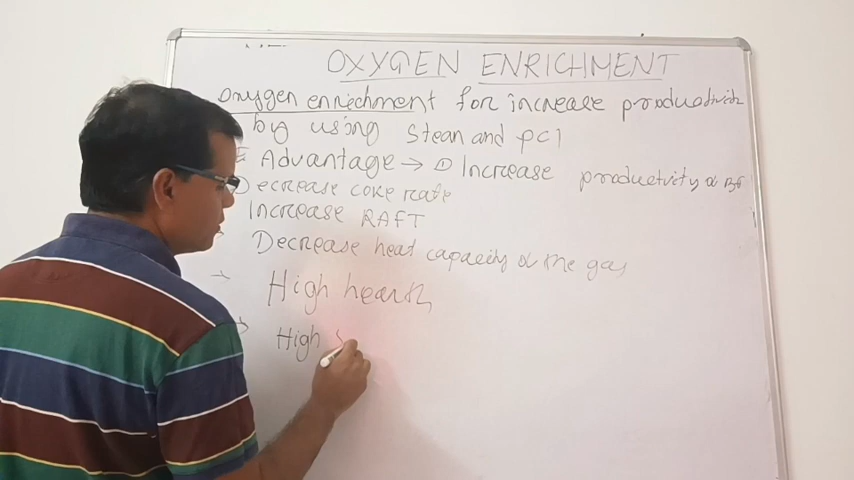 OXYGEN ENRICHMENT
Oxygen enrichment for increase productivity
by using stean and pci
Advantage → ① Increase productivity of Bf
Decrease coke rate
Increase RAFT
Decrease heat capacity of the gas
→ High hearth
High